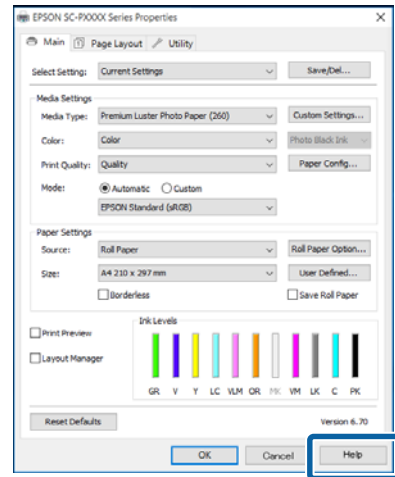 EPSON SC-PXXXX Series Properties
Main Page Layout Utility
Select Setting: Current Settings Save/Del...
Media Settings
Media Type: Premium Luster Photo Paper (260) Custom Settings...
Color: Color Photo Black Ink
Print Quality: Quality Paper Config...
Mode: Automatic Custom
EPSON Standard (sRGB)
Paper Settings
Source: Roll Paper Roll Paper Option...
Size: A4 210 x 297 mm User Defined...
Borderless Save Roll Paper
Ink Levels
Print Preview
Layout Manager
GR V Y LC VLM OR MK VM LK C PK
Reset Defaults Version 6.70
OK Cancel Help